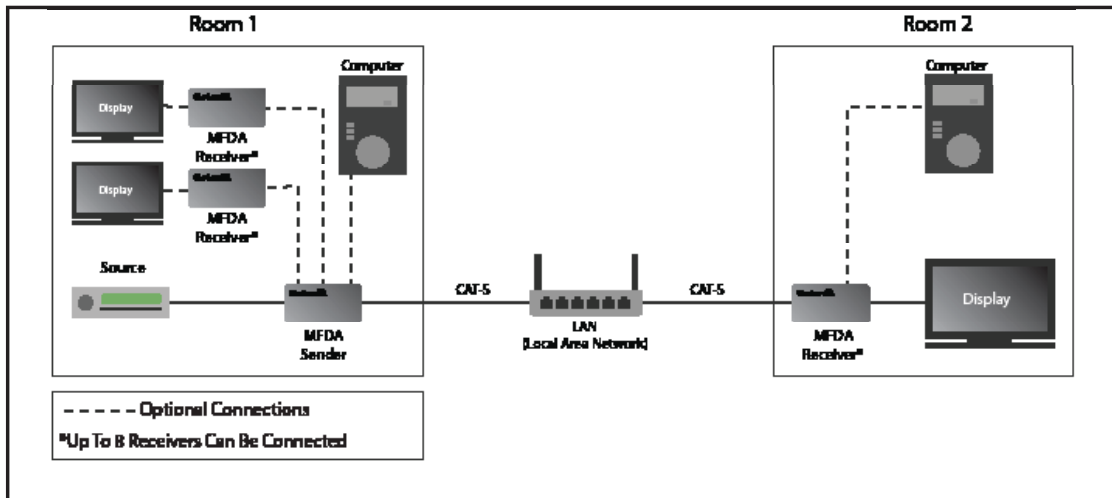 Room 1
Room 2
Computer
Computer
Display
MFDA
Receiver*
Display
MFDA
Receiver*
Source
CAT-5
CAT-5
Display
MFDA
Sender
LAN
(Local Area Network)
MFDA
Receiver*
Optional Connections
*Up To 8 Receivers Can Be Connected